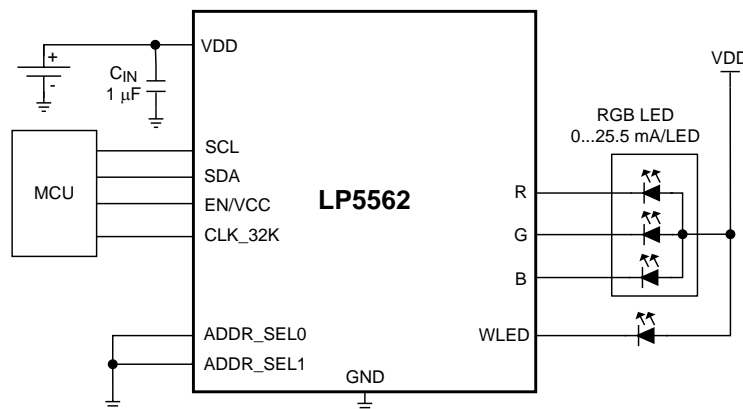 VDD
+
-
CIN
1 μF
MCU
SCL
SDA
EN/VCC
CLK_32K
ADDR_SEL0
ADDR_SEL1
LP5562
GND
R
G
B
WLED
RGB LED
0...25.5 mA/LED
VDD